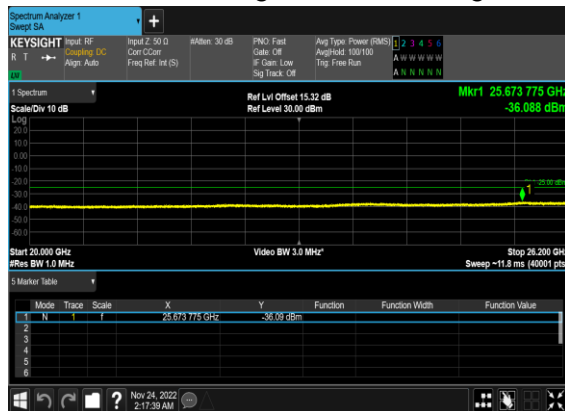 Spectrum Analyzer 1
Swept SA
+
KEYSIGHT Input: RF Input Z: 50 Ω #Atten: 30 dB PNO: Fast Avg Type: Power (RMS) 1 2 3 4 5 6
R T Coupling: DC Corr CCorr Gate: Off Avg|Hold: 100/100 A W W W W W
Align: Auto Freq Ref: Int (S) IF Gain: Low Trig: Free Run
LW Sig Track: Off A N N N N N
1 Spectrum Ref Lvl Offset 15.32 dB Mkr1 25.673 775 GHz
Scale/Div 10 dB Ref Level 30.00 dBm -36.088 dBm
Log
20.0
10.0
0.00
-10.0
-20.0 -25.00 dBm
-30.0 1
-40.0
-50.0
-60.0
Start 20.000 GHz Video BW 3.0 MHz* Stop 26.200 GHz
#Res BW 1.0 MHz Sweep ~11.8 ms (40001 pts)
5 Marker Table
Mode Trace Scale X Y Function Function Width Function Value
1 N 1 f 25.673 775 GHz -36.09 dBm
2
3
4
5
6
? Nov 24, 2022
2:17:39 AM